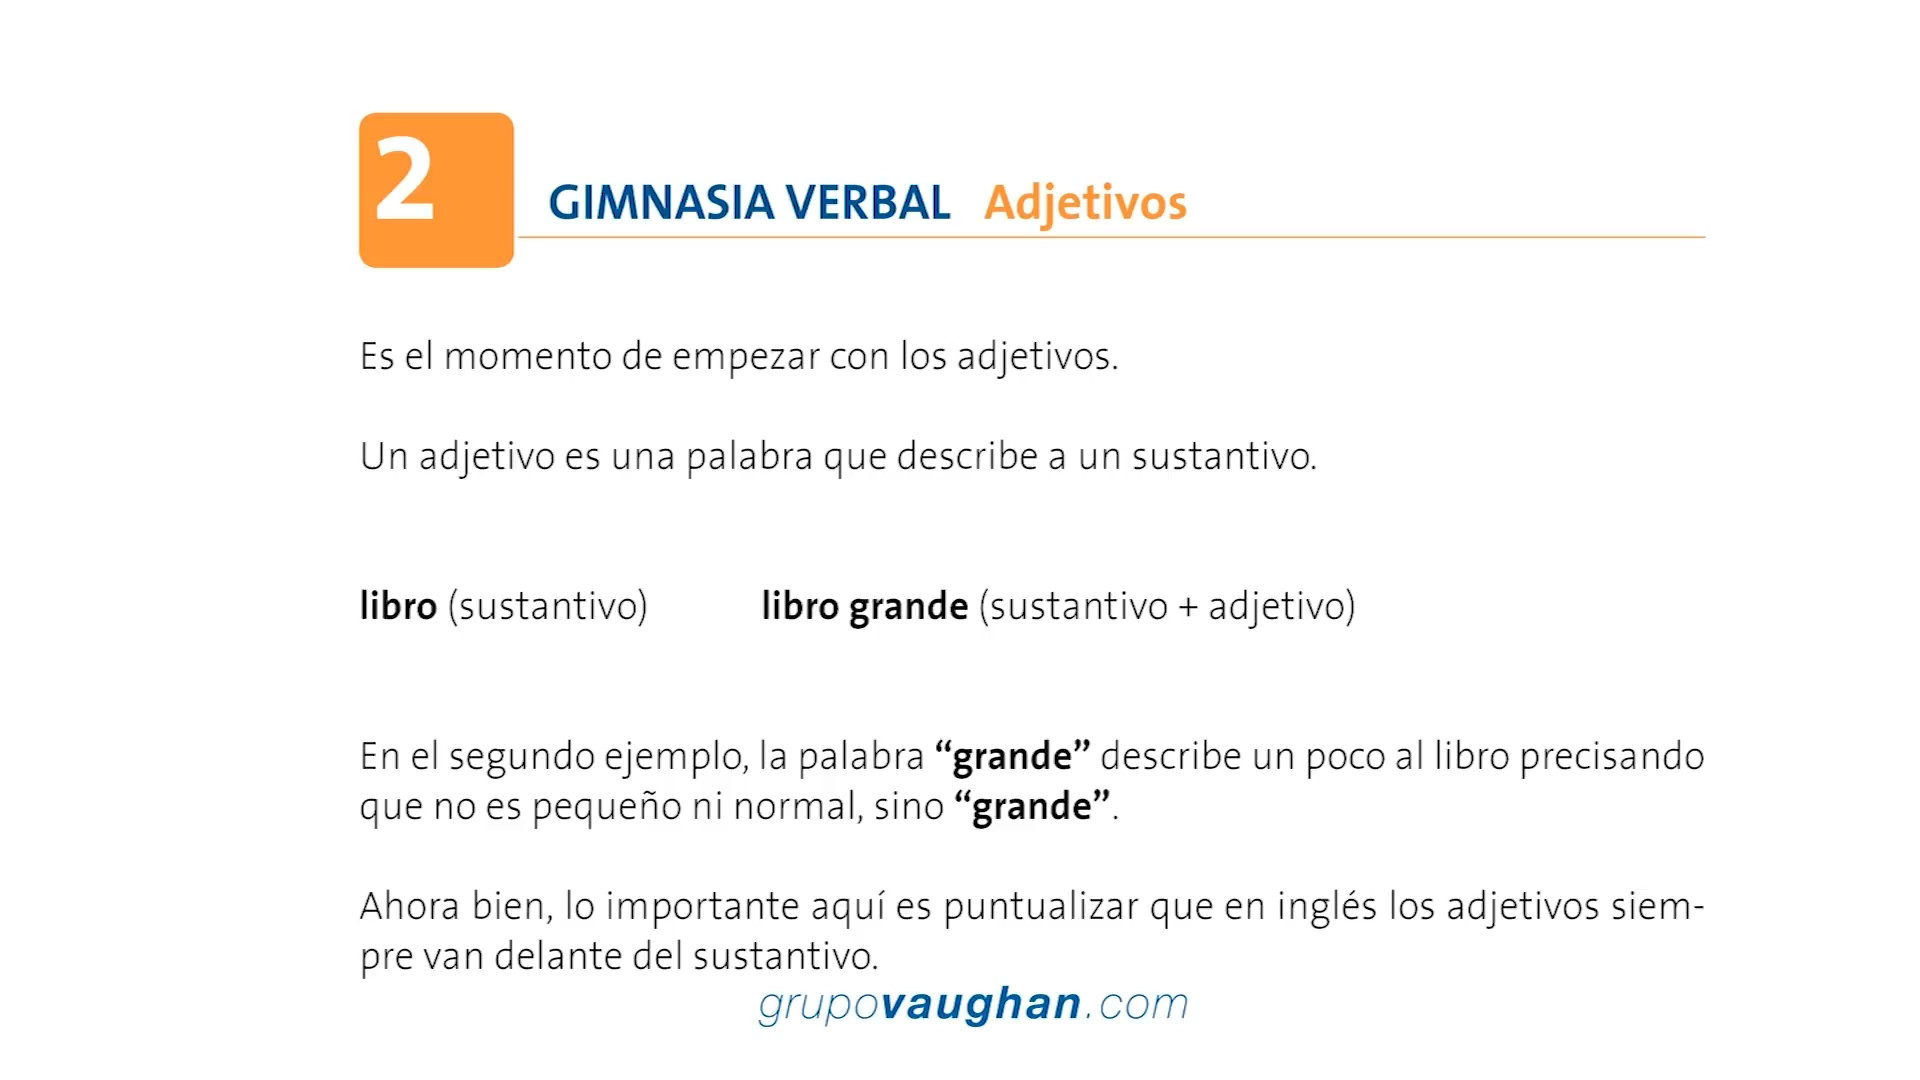 2
GIMNASIA VERBAL Adjetivos
Es el momento de empezar con los adjetivos.
Un adjetivo es una palabra que describe a un sustantivo.
libro (sustantivo) libro grande (sustantivo + adjetivo)
En el segundo ejemplo, la palabra “grande” describe un poco al libro precisando
que no es pequeño ni normal, sino “grande”.
Ahora bien, lo importante aquí es puntualizar que en inglés los adjetivos siem-
pre van delante del sustantivo.
grupovaughan.com